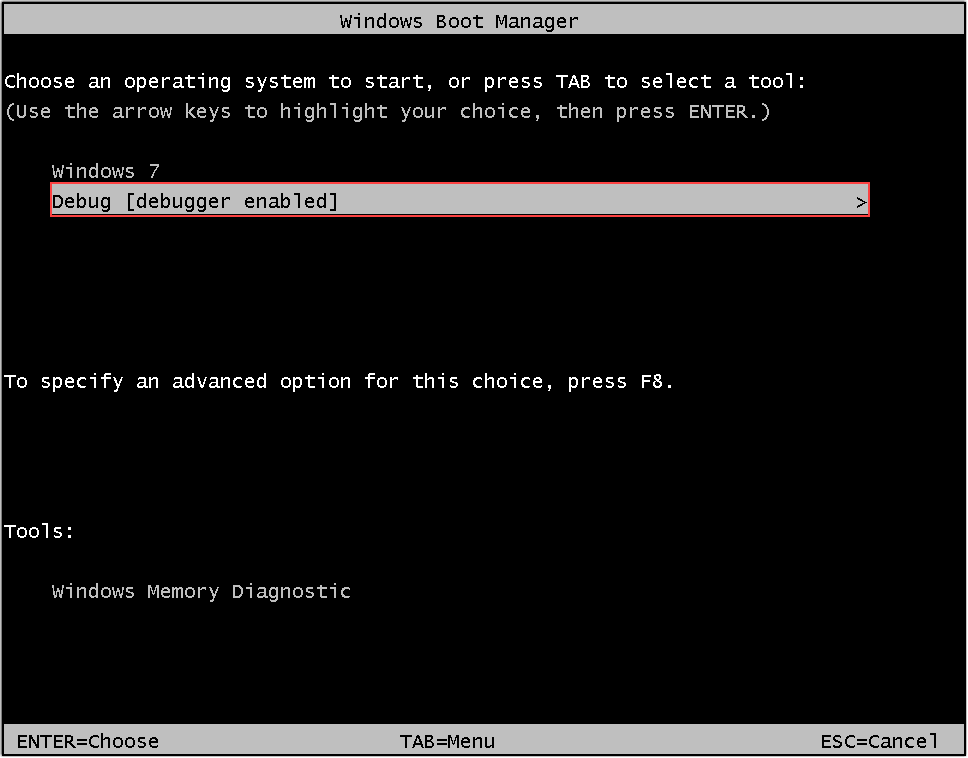 Windows Boot Manager
Choose an operating system to start, or press TAB to select a tool:
(Use the arrow keys to highlight your choice, then press ENTER.)
Windows 7
Debug [debugger enabled] >
To specify an advanced option for this choice, press F8.
Tools:
Windows Memory Diagnostic
ENTER=Choose TAB=Menu ESC=Cancel